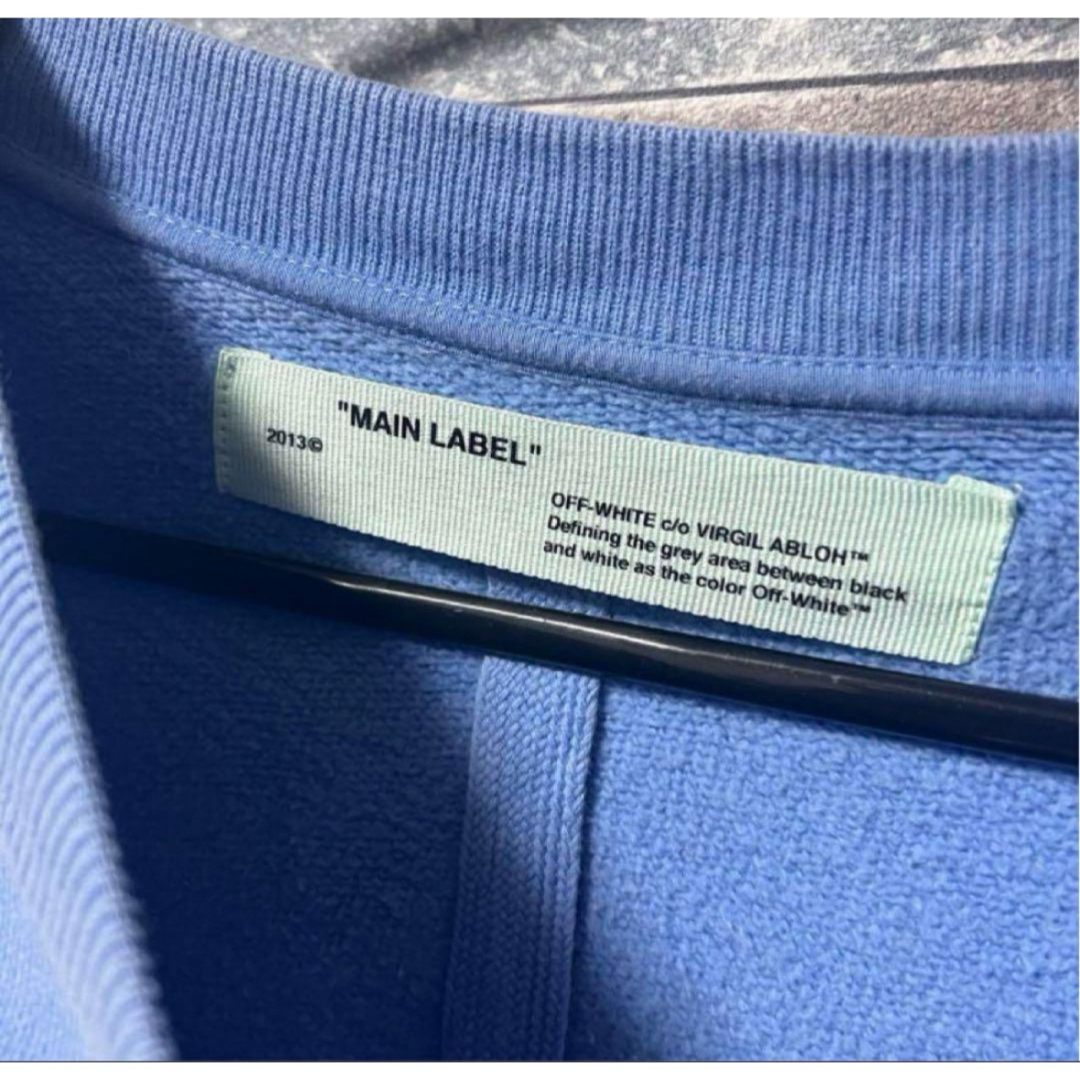 "MAIN LABEL"
2013©
OFF-WHITE c/o VIRGIL ABLOH™
Defining the grey area between black
and white as the color Off-White™